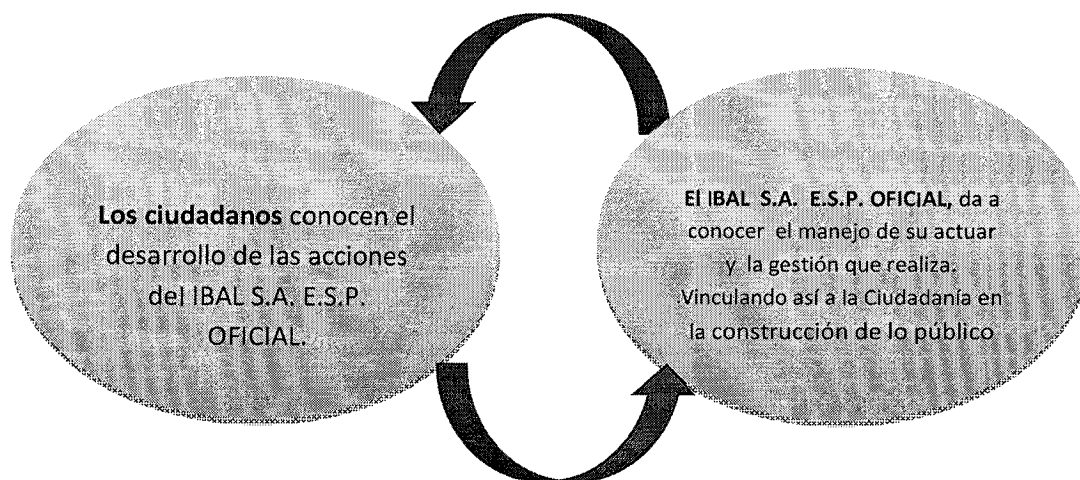 Los ciudadanos conocen el
desarrollo de las acciones
del IBAL S.A. E.S.P.
OFICIAL.
El IBAL S.A. E.S.P. OFICIAL, da a
conocer el manejo de su actuar
y la gestión que realiza.
Vinculando así a la Ciudadanía en
la construcción de lo público